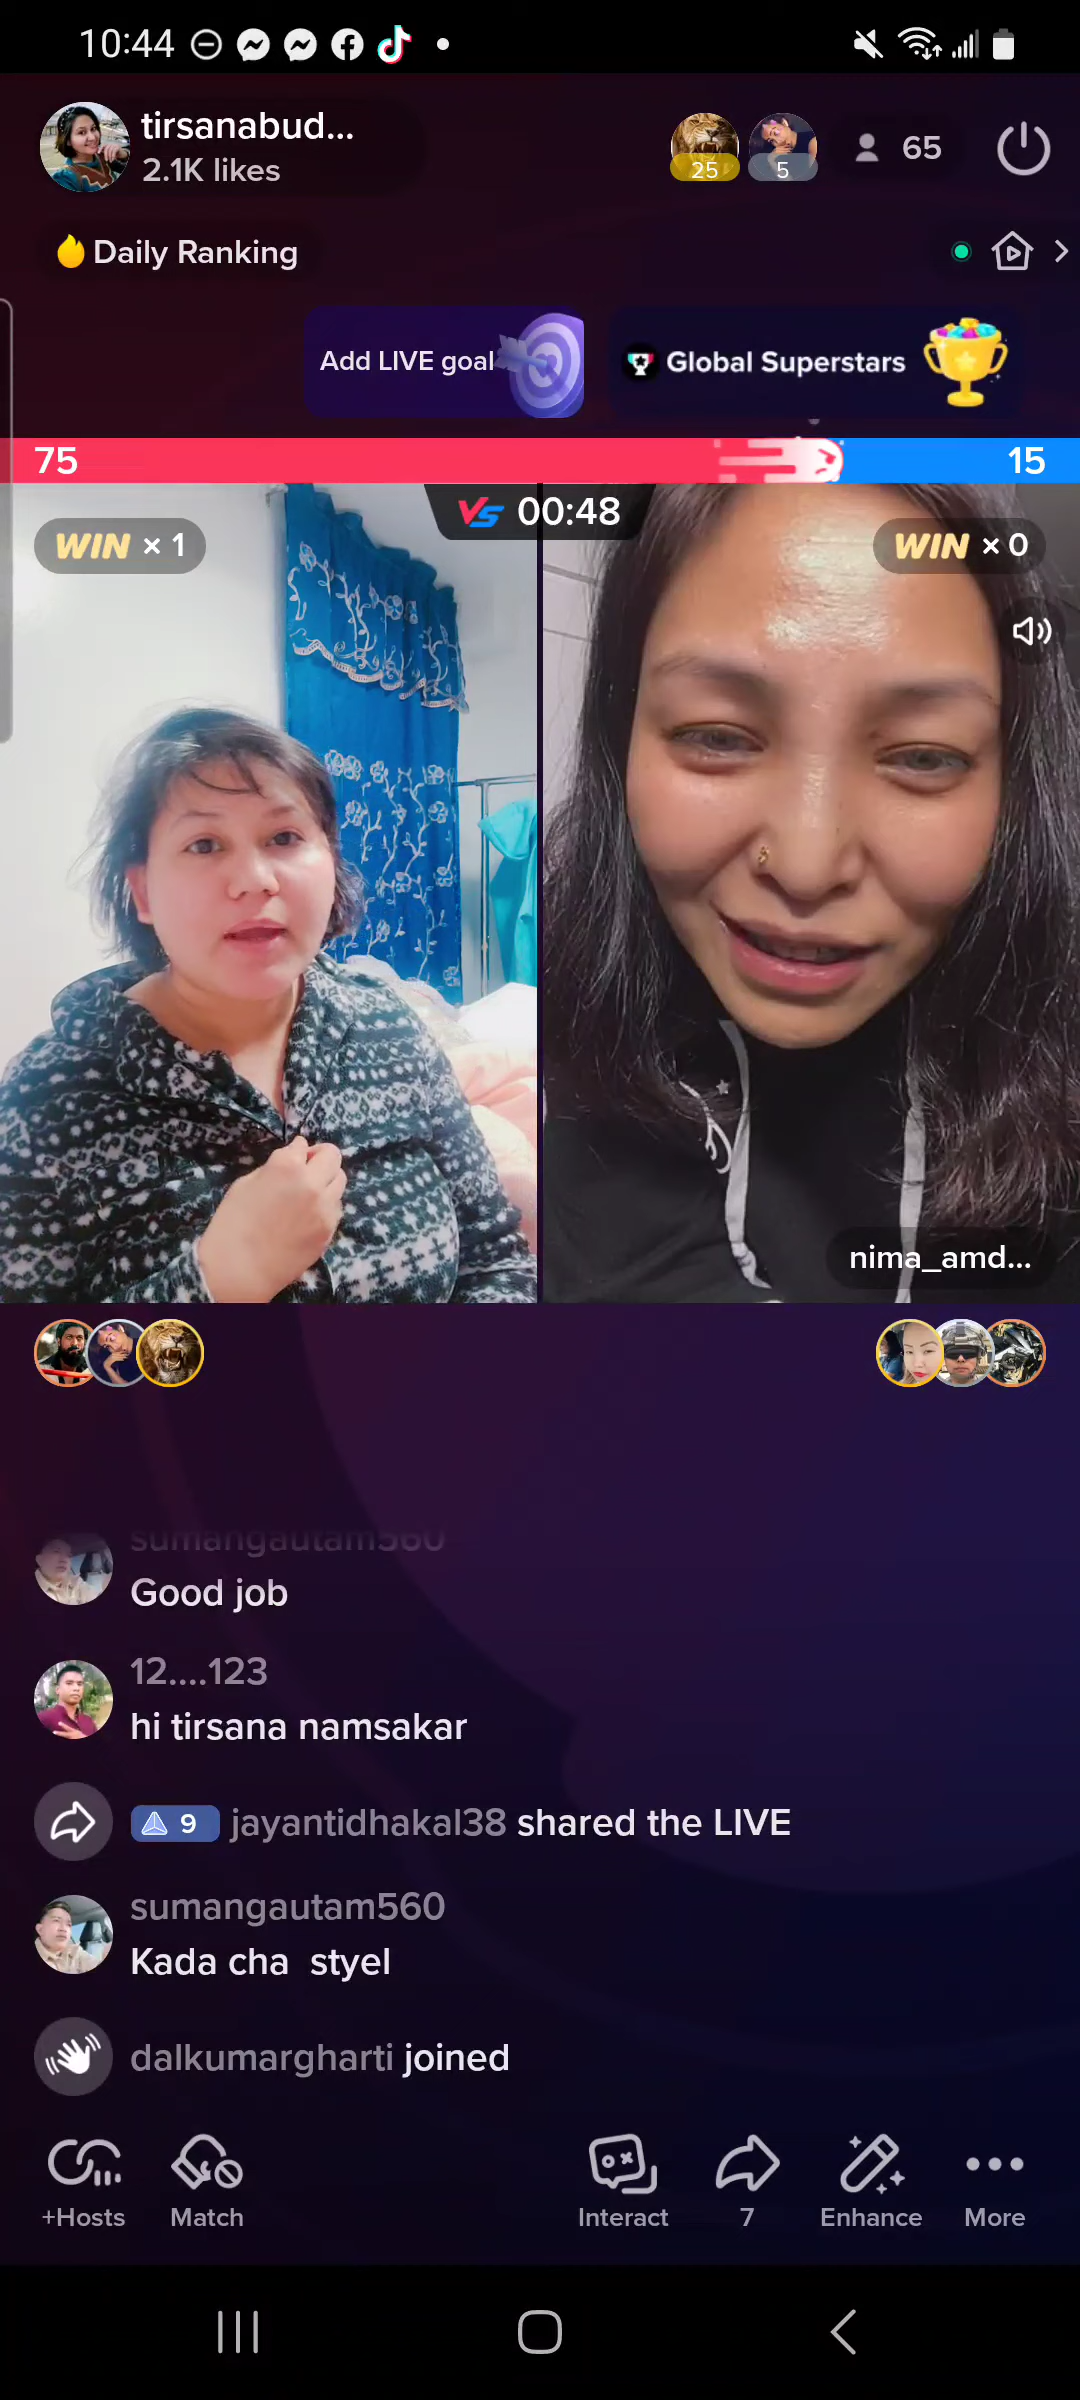 10:44
tirsanabud...
2.1K likes
25
5
65
Daily Ranking
Add LIVE goal
Global Superstars
75
15
VS 00:48
WIN × 1
WIN × 0
nima_amd...
sumangautam560
Good job
12....123
hi tirsana namsakar
9 jayantidhakal38 shared the LIVE
sumangautam560
Kada cha  styel
dalkumargharti joined
+Hosts
Match
Interact
7
Enhance
More